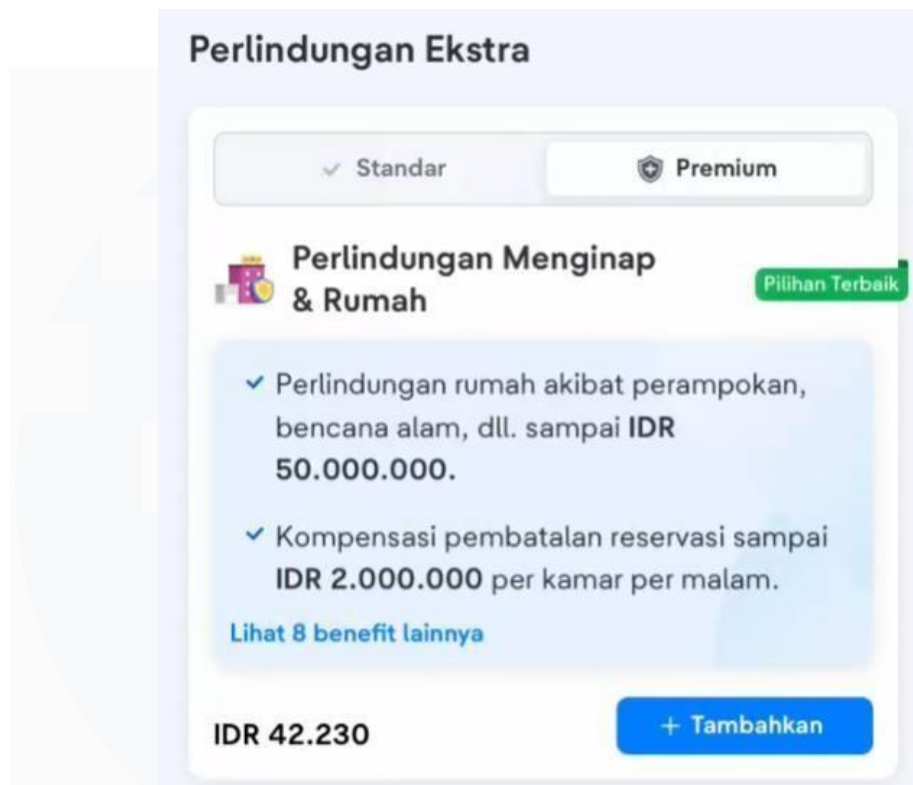 Perlindungan Ekstra
Standar
Premium
Perlindungan Menginap
& Rumah
Pilihan Terbaik
Perlindungan rumah akibat perampokan,
bencana alam, dll. sampai IDR
50.000.000.
Kompensasi pembatalan reservasi sampai
IDR 2.000.000 per kamar per malam.
Lihat 8 benefit lainnya
IDR 42.230
+ Tambahkan